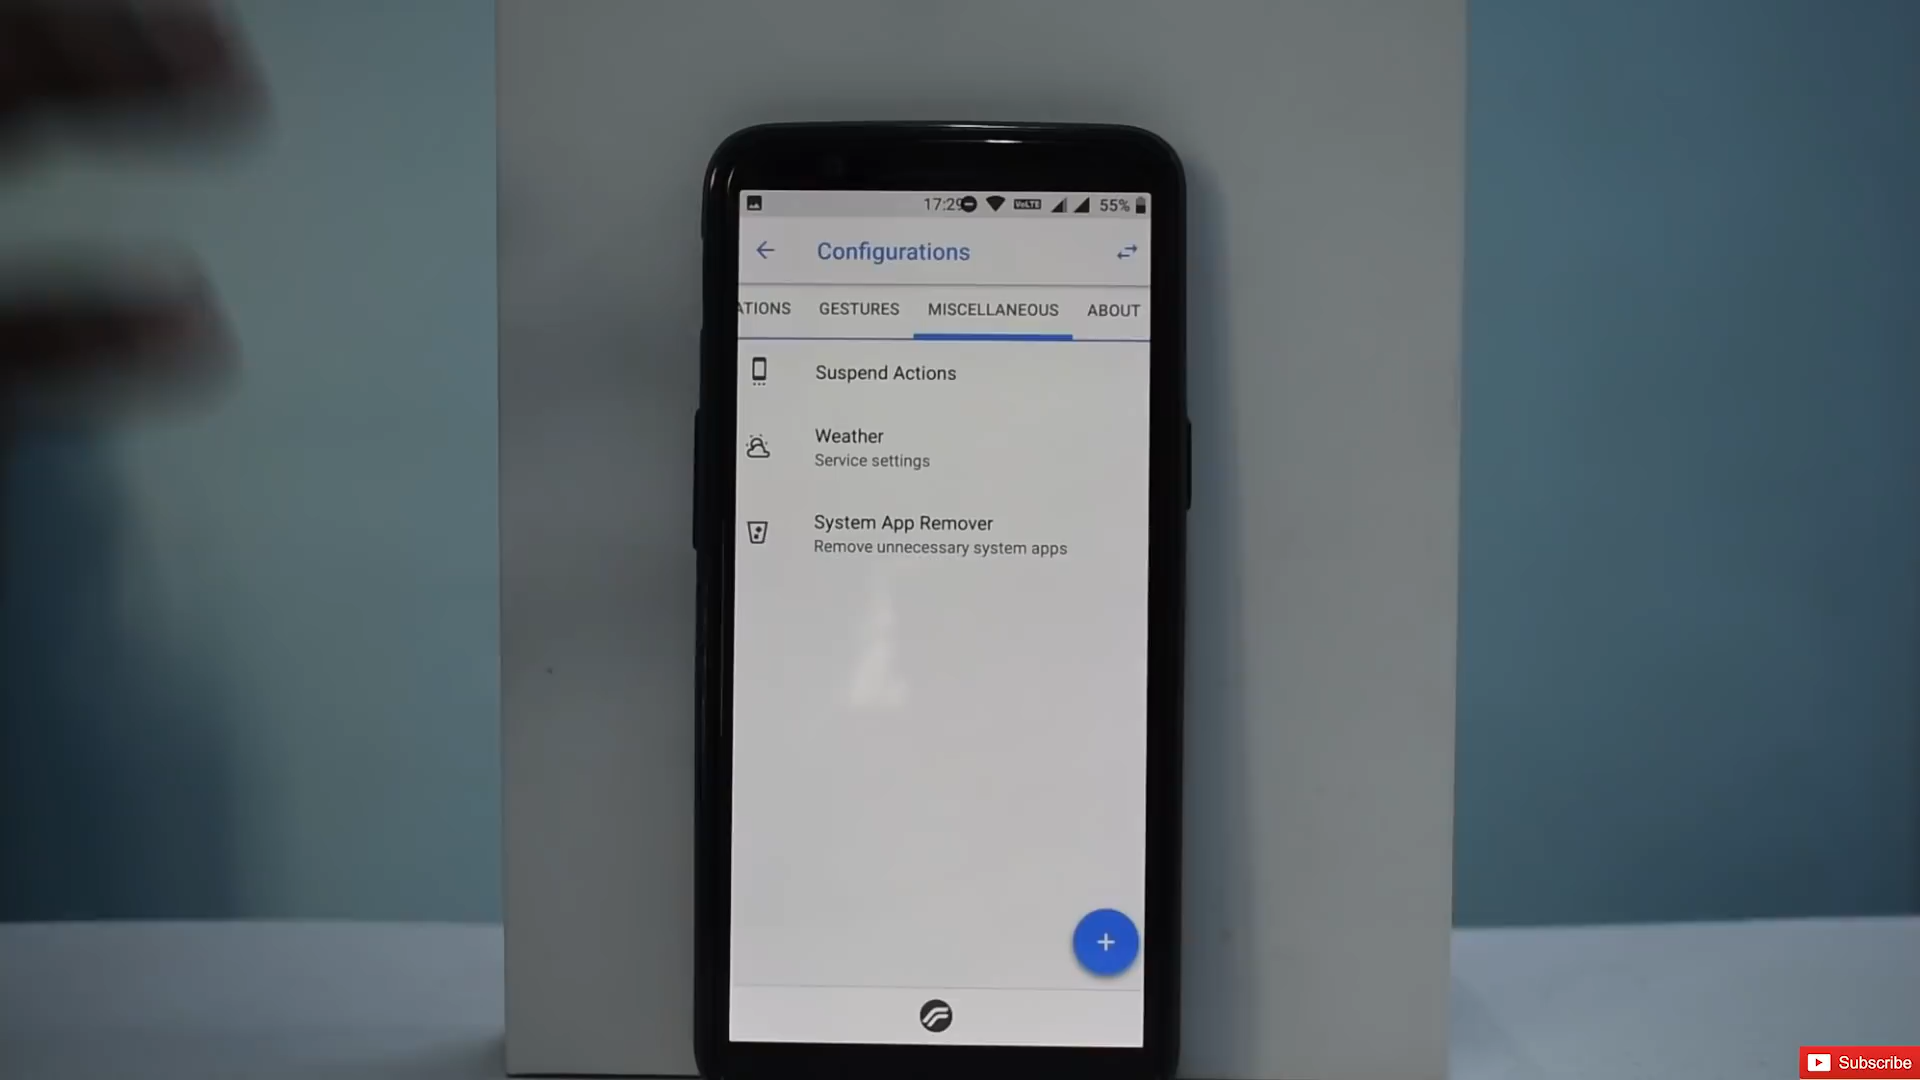 17:29 VoLTE 55%
Configurations
ATIONS GESTURES MISCELLANEOUS ABOUT
Suspend Actions
Weather
Service settings
System App Remover
Remove unnecessary system apps
+
Subscribe